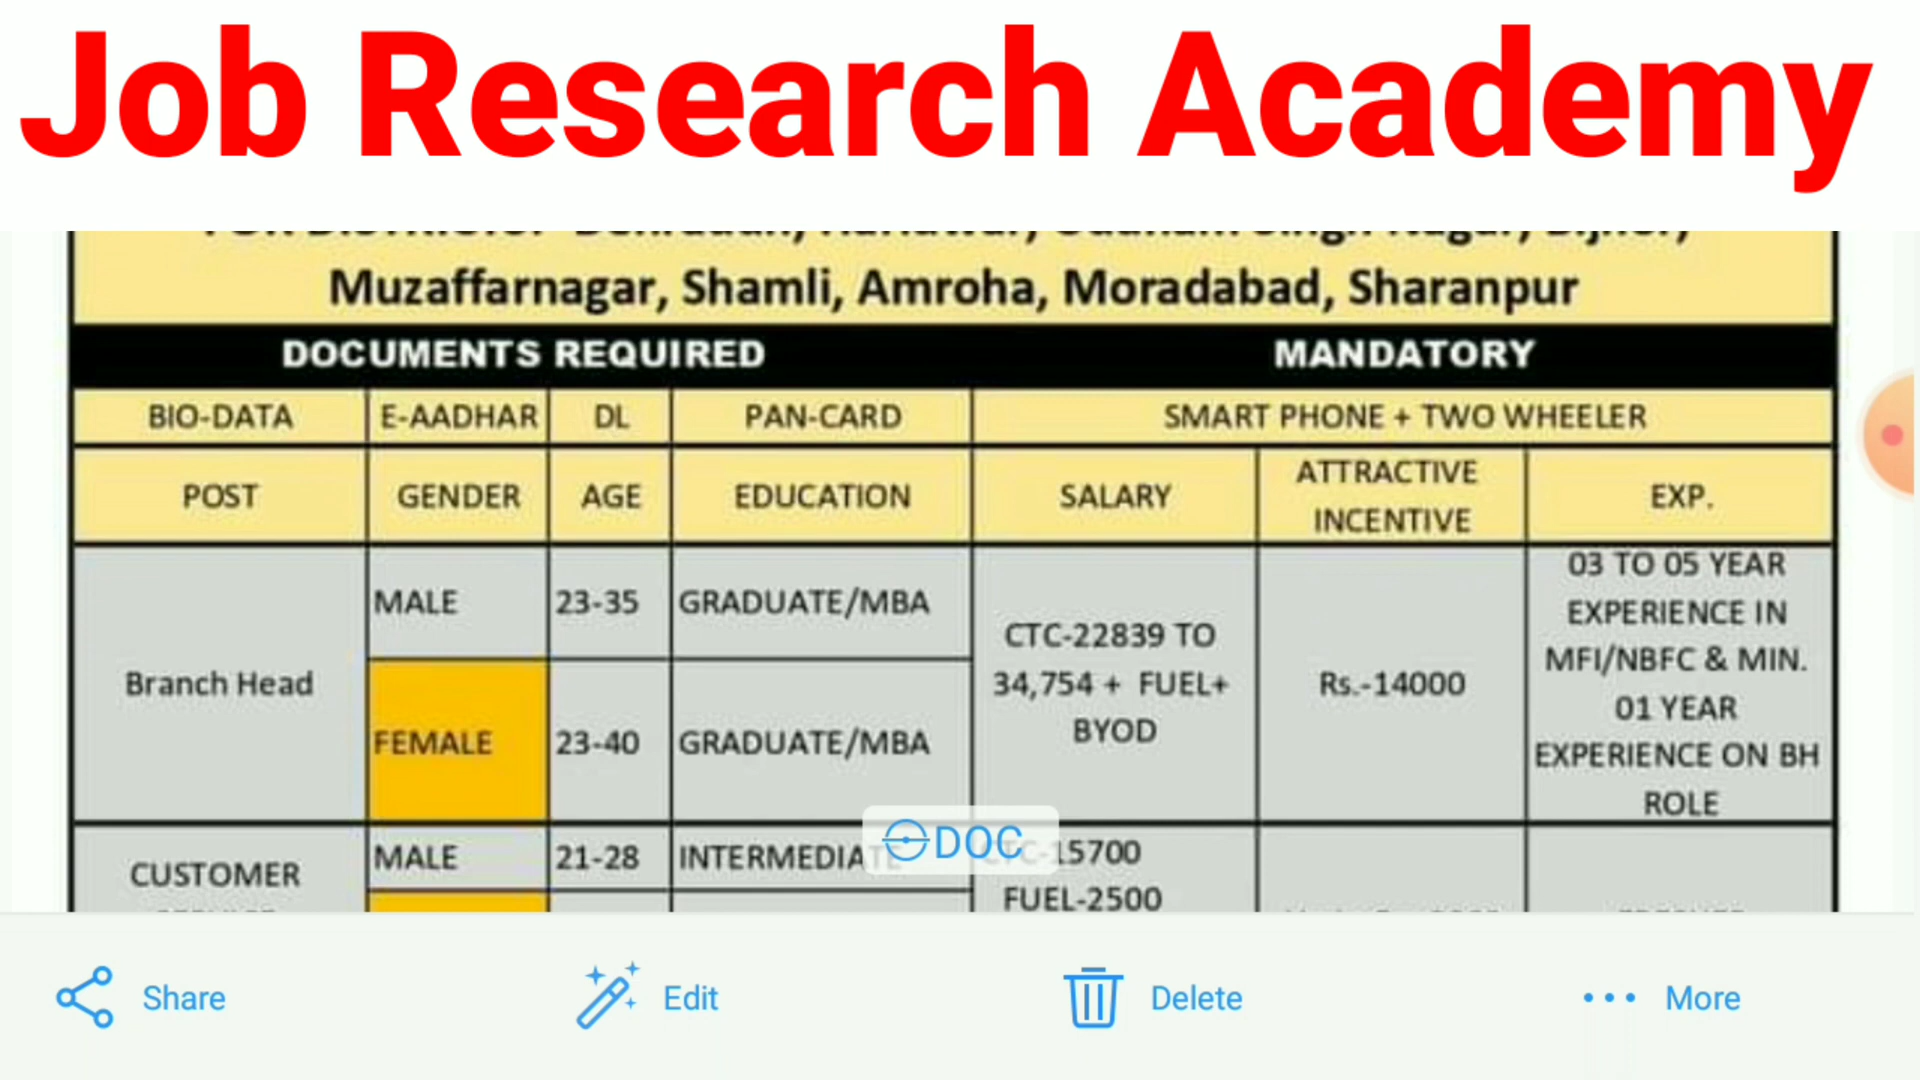 Job Research Academy
Muzaffarnagar, Shamli, Amroha, Moradabad, Sharanpur
DOCUMENTS REQUIRED MANDATORY
BIO-DATA E-AADHAR DL PAN-CARD SMART PHONE + TWO WHEELER
POST GENDER AGE EDUCATION SALARY ATTRACTIVE INCENTIVE EXP.
Branch Head
MALE 23-35 GRADUATE/MBA
FEMALE 23-40 GRADUATE/MBA
CTC-22839 TO
34,754 + FUEL+
BYOD
Rs.-14000
03 TO 05 YEAR
EXPERIENCE IN
MFI/NBFC & MIN.
01 YEAR
EXPERIENCE ON BH
ROLE
CUSTOMER
MALE 21-28 INTERMEDIATE
CTC-15700
FUEL-2500
DOC
Share Edit Delete More